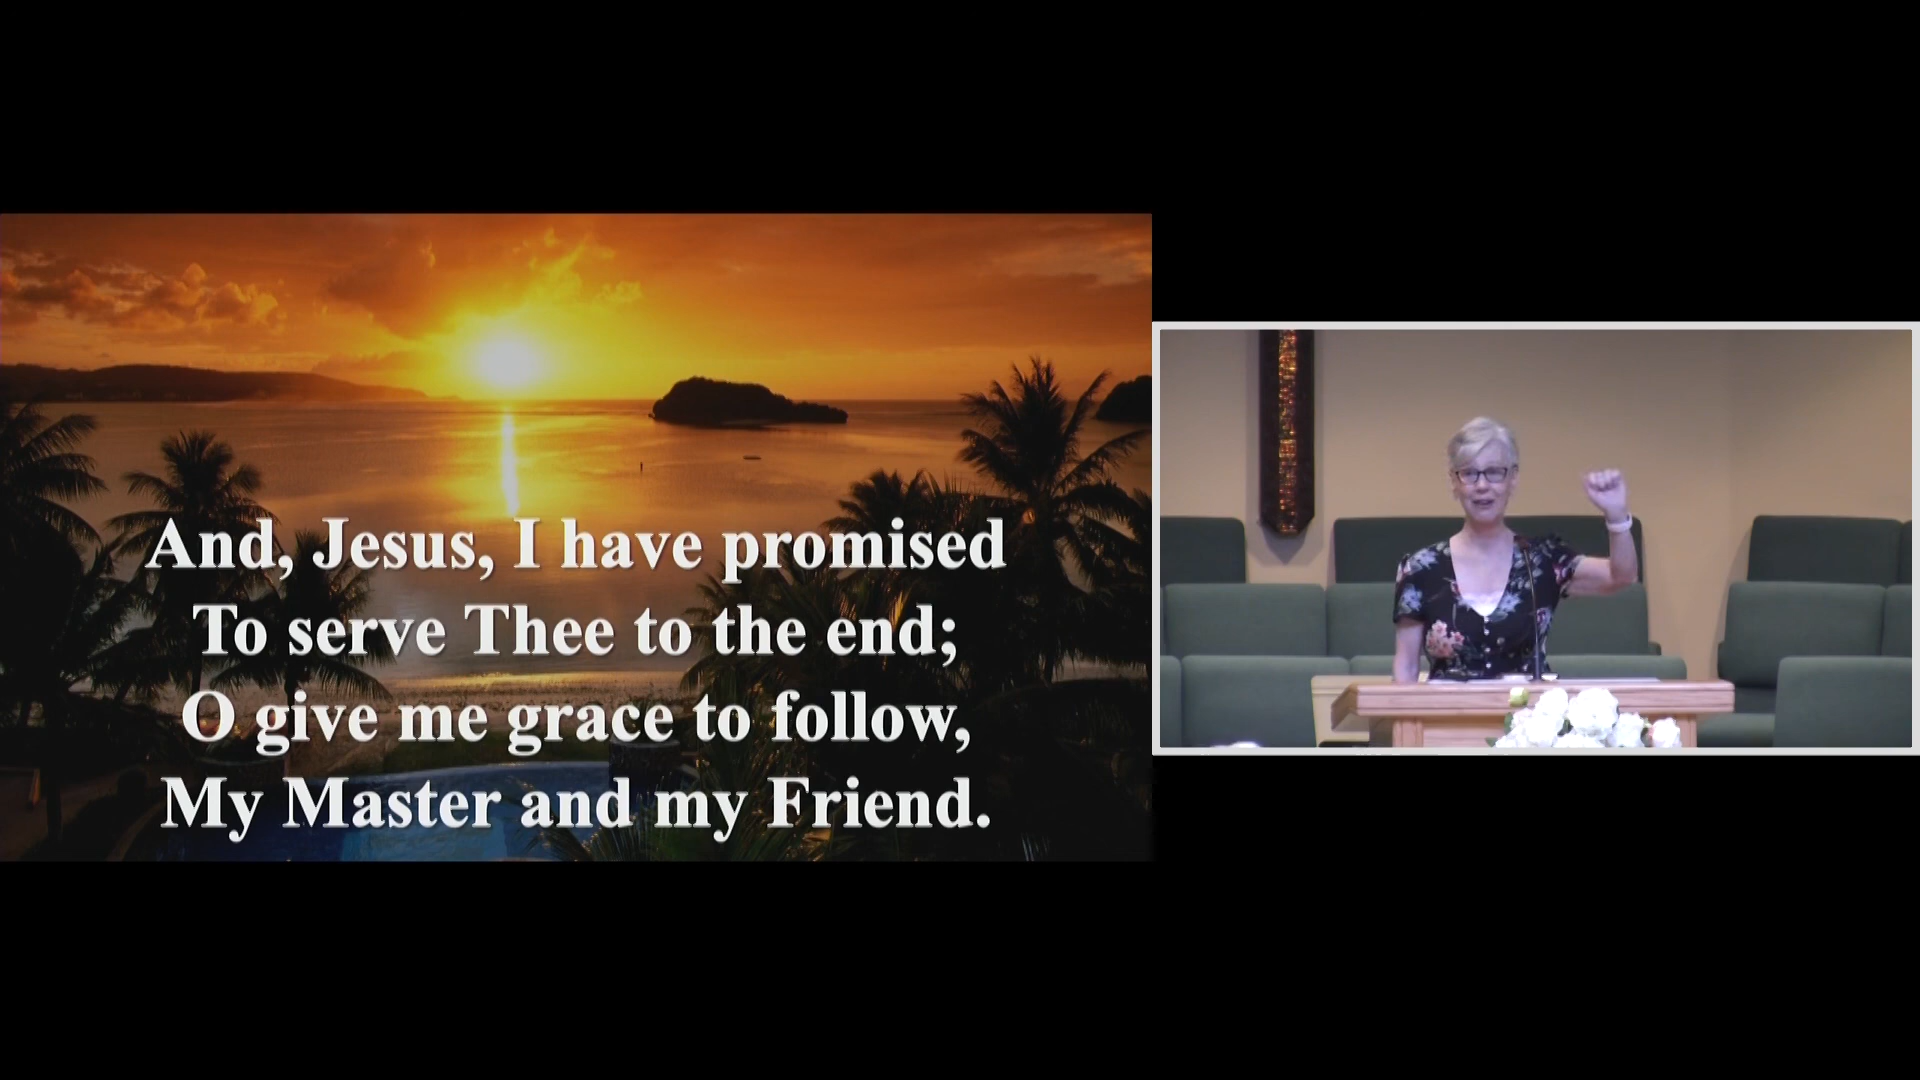 And, Jesus, I have promised
To serve Thee to the end;
O give me grace to follow,
My Master and my Friend.